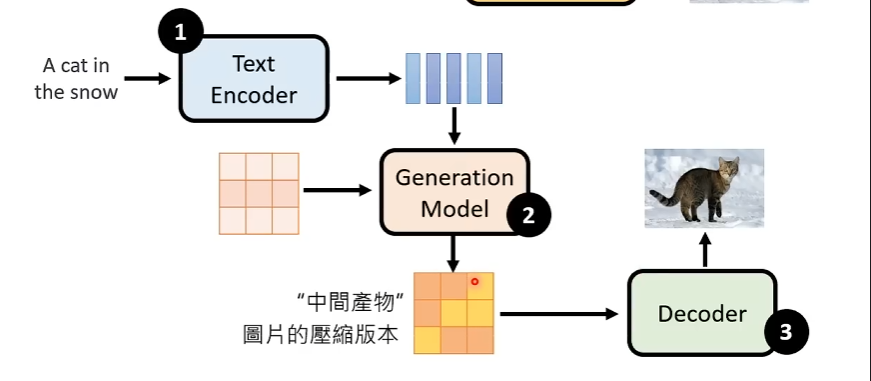 1
Text
Encoder
A cat in
the snow
Generation
Model
2
“中間產物“
圖片的壓縮版本
Decoder
3